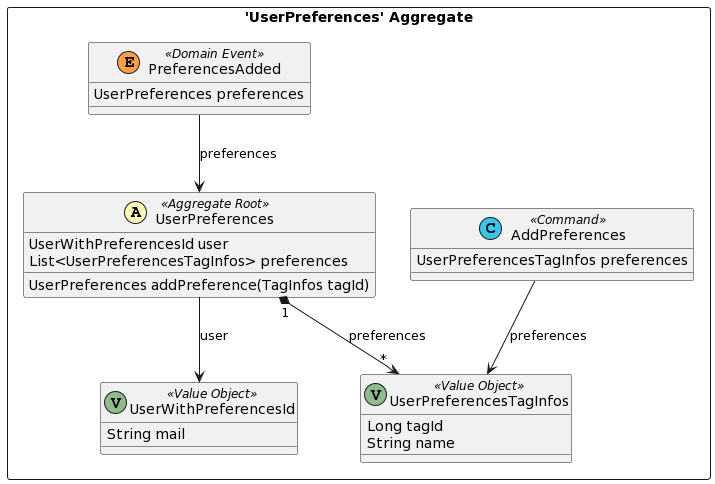 'UserPreferences' Aggregate
«Domain Event»
E PreferencesAdded
UserPreferences preferences
preferences
«Aggregate Root»
A UserPreferences
UserWithPreferencesId user
List<UserPreferencesTagInfos> preferences
UserPreferences addPreference(TagInfos tagId)
«Command»
C AddPreferences
UserPreferencesTagInfos preferences
1
user
preferences
preferences
*
«Value Object»
V UserWithPreferencesId
String mail
«Value Object»
V UserPreferencesTagInfos
Long tagId
String name